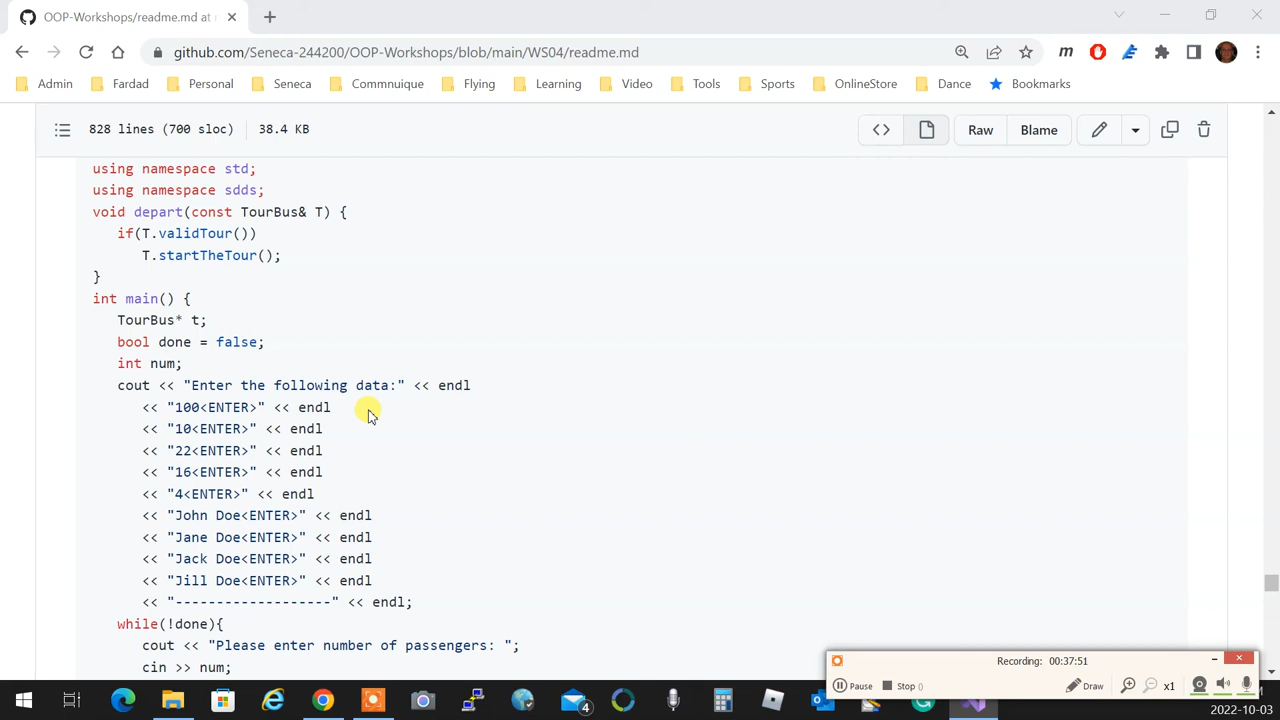 OOP-Workshops/readme.md at m
github.com/Seneca-244200/OOP-Workshops/blob/main/WS04/readme.md
Admin Fardad Personal Seneca Commnuique Flying Learning Video Tools Sports OnlineStore Dance Bookmarks
828 lines (700 sloc) 38.4 KB Raw Blame
using namespace std;
using namespace sdds;
void depart(const TourBus& T) {
if(T.validTour())
T.startTheTour();
}
int main() {
TourBus* t;
bool done = false;
int num;
cout << "Enter the following data:" << endl
<< "100<ENTER>" << endl
<< "10<ENTER>" << endl
<< "22<ENTER>" << endl
<< "16<ENTER>" << endl
<< "4<ENTER>" << endl
<< "John Doe<ENTER>" << endl
<< "Jane Doe<ENTER>" << endl
<< "Jack Doe<ENTER>" << endl
<< "Jill Doe<ENTER>" << endl
<< "-------------------" << endl;
while(!done){
cout << "Please enter number of passengers: ";
cin >> num;
Recording: 00:37:51
Pause Stop () Draw x1
4
2022-10-03